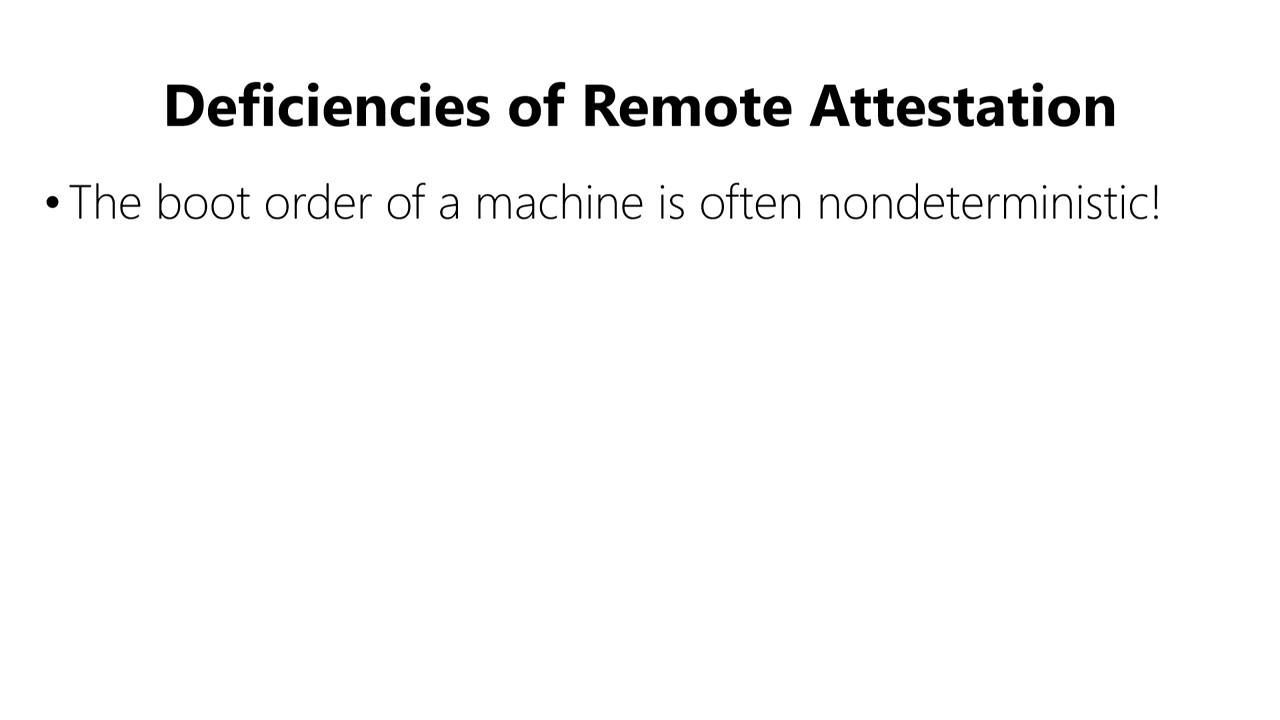 Deficiencies of Remote Attestation
• The boot order of a machine is often nondeterministic!